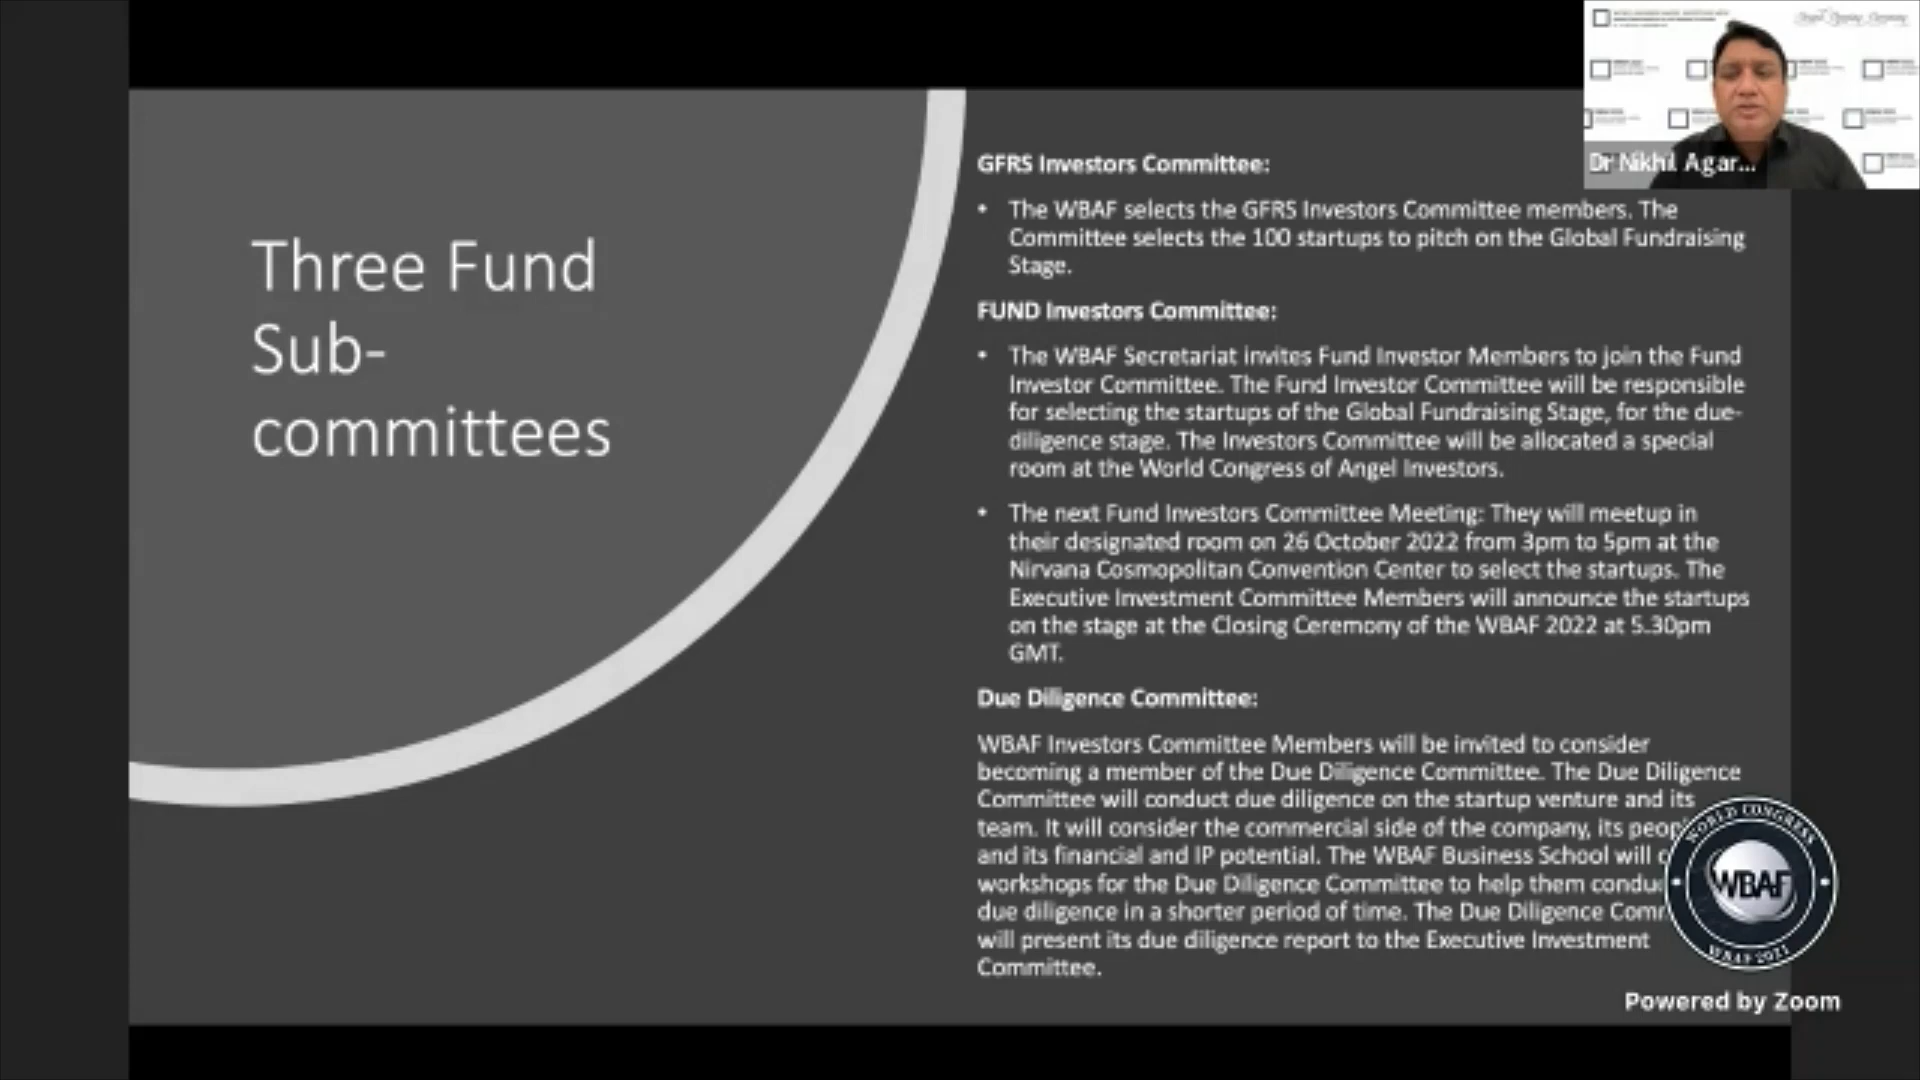 Three Fund
Sub-
committees
GFRS Investors Committee:
• The WBAF selects the GFRS Investors Committee members. The
Committee selects the 100 startups to pitch on the Global Fundraising
Stage.
FUND Investors Committee:
• The WBAF Secretariat invites Fund Investor Members to join the Fund
Investor Committee. The Fund Investor Committee will be responsible
for selecting the startups of the Global Fundraising Stage, for the due-
diligence stage. The Investors Committee will be allocated a special
room at the World Congress of Angel Investors.
• The next Fund Investors Committee Meeting: They will meetup in
their designated room on 26 October 2022 from 3pm to 5pm at the
Nirvana Cosmopolitan Convention Center to select the startups. The
Executive Investment Committee Members will announce the startups
on the stage at the Closing Ceremony of the WBAF 2022 at 5.30pm
GMT.
Due Diligence Committee:
WBAF Investors Committee Members will be invited to consider
becoming a member of the Due Diligence Committee. The Due Diligence
Committee will conduct due diligence on the startup venture and its
team. It will consider the commercial side of the company, its
and its financial and IP potential. The WBAF Business School will
workshops for the Due Diligence Committee to help them
due diligence in a shorter period of time. The Due Diligence
will present its due diligence report to the Executive Investment
Committee.
Dr Nikhil Agar...
WORLD CONGRESS
WBAF
WBAF 2021
Powered by Zoom